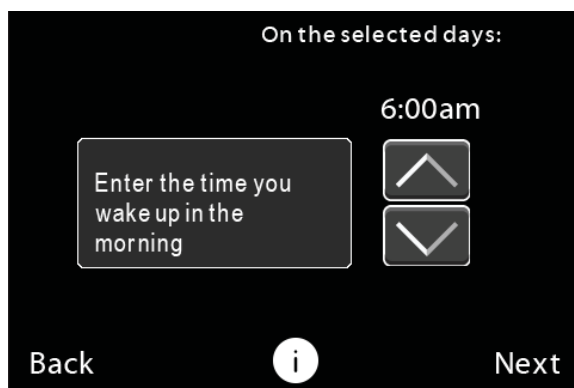 On the selected days:
6:00am
Enter the time you
wake up in the
morning
Back
i
Next